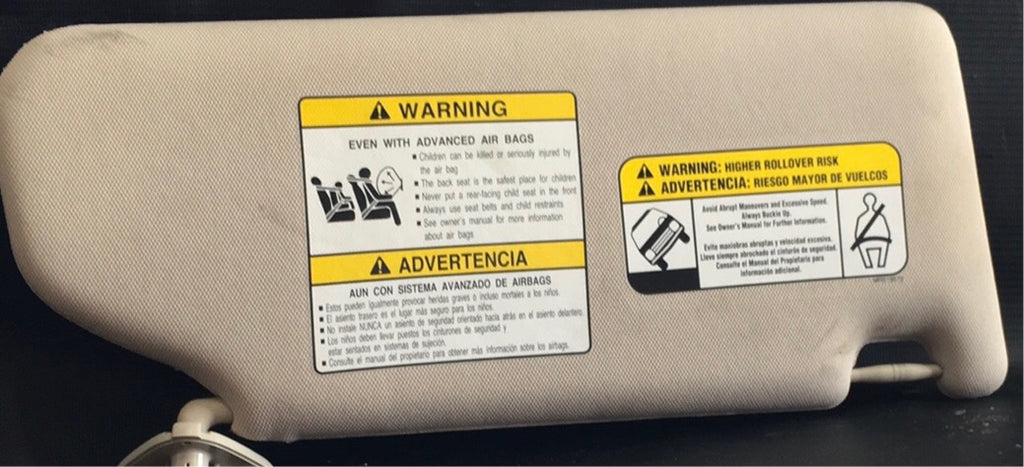 WARNING
EVEN WITH ADVANCED AIR BAGS
▪ Children can be killed or seriously injured by
the air bag
▪ The back seat is the safest place for children
▪ Never put a rear-facing child seat in the front
▪ Always use seat belts and child restraints
▪ See owner's manual for more information
about air bags
ADVERTENCIA
AUN CON SISTEMA AVANZADO DE AIRBAGS
▪ Estos pueden igualmente provocar heridas graves o incluso mortales a los niños.
▪ El asiento trasero es el lugar más seguro para los niños.
▪ No instale NUNCA un asiento de seguridad orientado hacia atrás en el asiento delantero.
▪ Los niños deben llevar puestos los cinturones de seguridad y
estar sentados en sistemas de sujeción.
▪ Consulte el manual del propietario para obtener más información sobre los airbags.
WARNING: HIGHER ROLLOVER RISK
ADVERTENCIA: RIESGO MAYOR DE VUELCOS
Avoid Abrupt Maneuvers and Excessive Speed.
Always Buckle Up.
See Owner's Manual for Further Information.
Evite maniobras abruptas y velocidad excesiva.
Lleve siempre abrochado el cinturón de seguridad.
Consulte el Manual del Propietario para
información adicional.